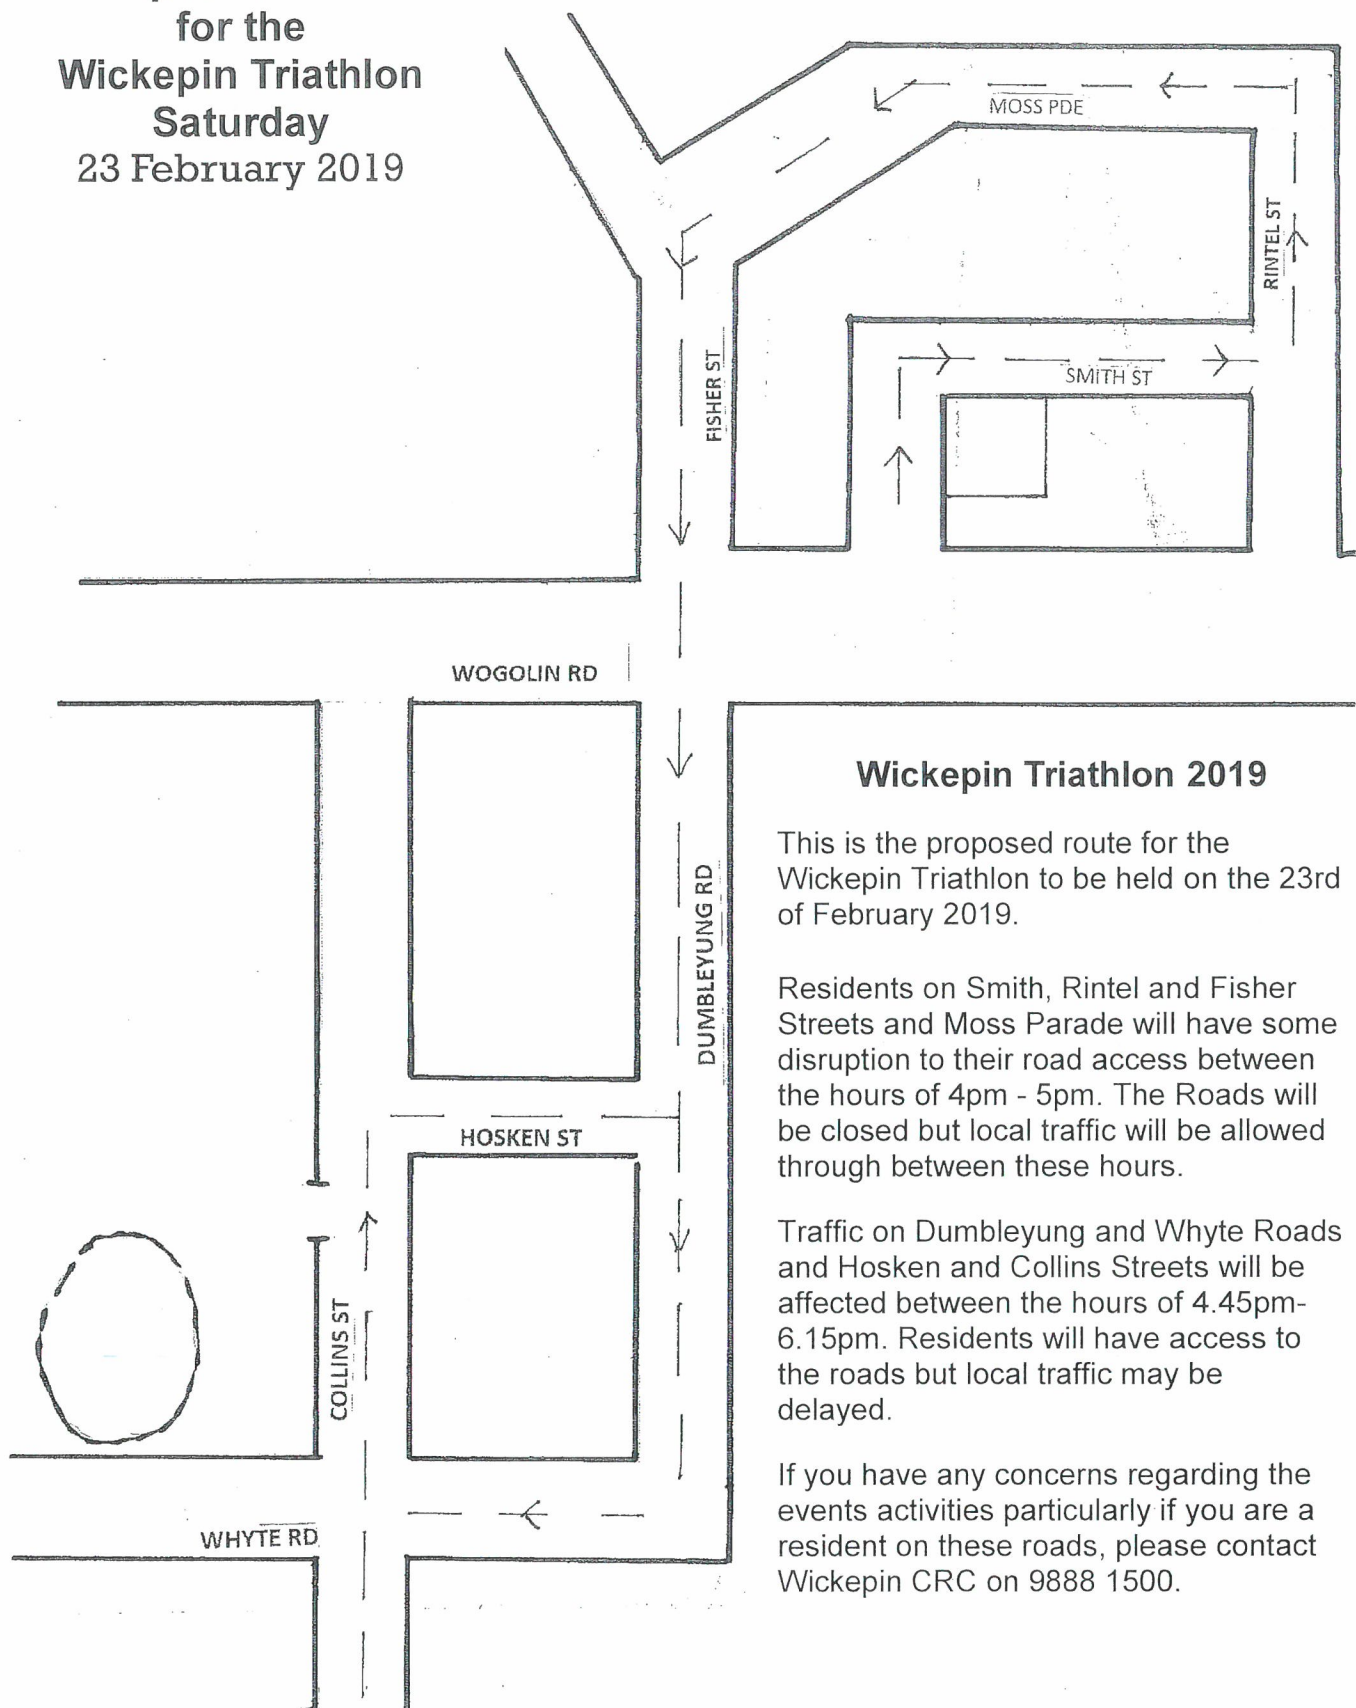 for the
Wickepin Triathlon
Saturday
23 February 2019
MOSS PDE
RINTEL ST
SMITH ST
FISHER ST
WOGOLIN RD
DUMBLEYUNG RD
HOSKEN ST
COLLINS ST
WHYTE RD
Wickepin Triathlon 2019
This is the proposed route for the
Wickepin Triathlon to be held on the 23rd
of February 2019.
Residents on Smith, Rintel and Fisher
Streets and Moss Parade will have some
disruption to their road access between
the hours of 4pm - 5pm. The Roads will
be closed but local traffic will be allowed
through between these hours.
Traffic on Dumbleyung and Whyte Roads
and Hosken and Collins Streets will be
affected between the hours of 4.45pm-
6.15pm. Residents will have access to
the roads but local traffic may be
delayed.
If you have any concerns regarding the
events activities particularly if you are a
resident on these roads, please contact
Wickepin CRC on 9888 1500.